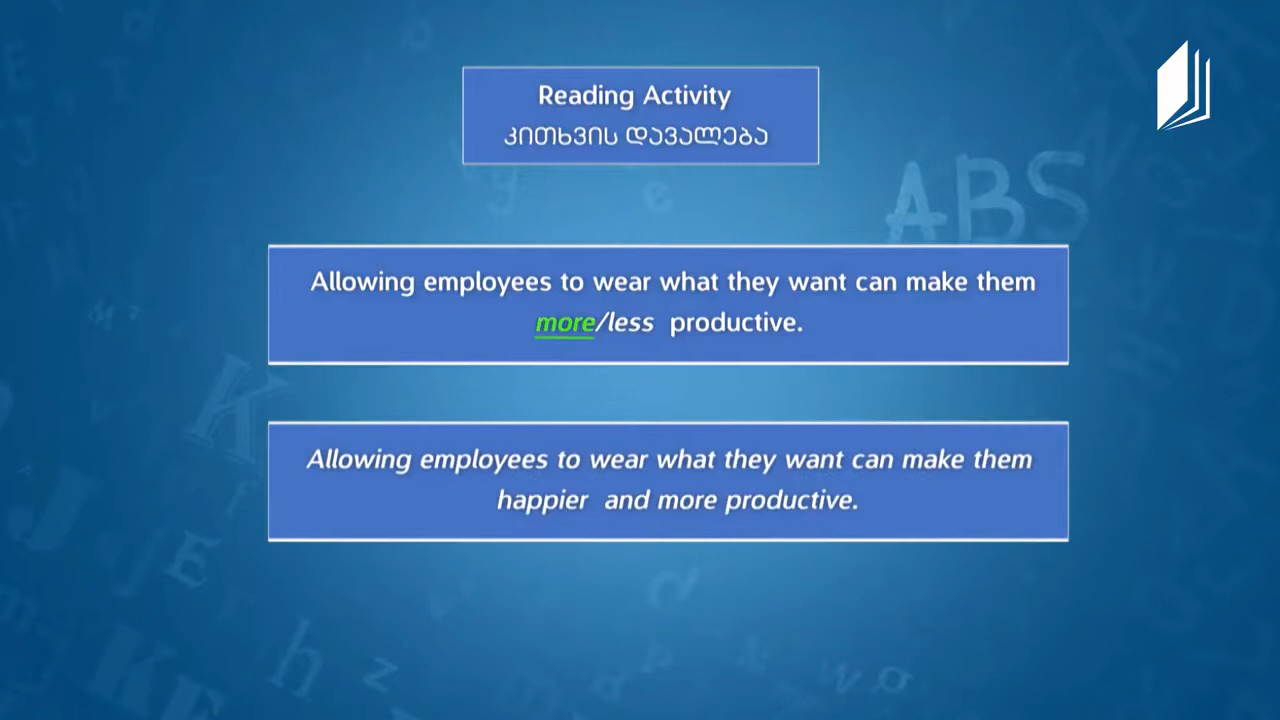 Reading Activity
კითხვის დავალება
ABS
Allowing employees to wear what they want can make them
more/less productive.
Allowing employees to wear what they want can make them
happier and more productive.